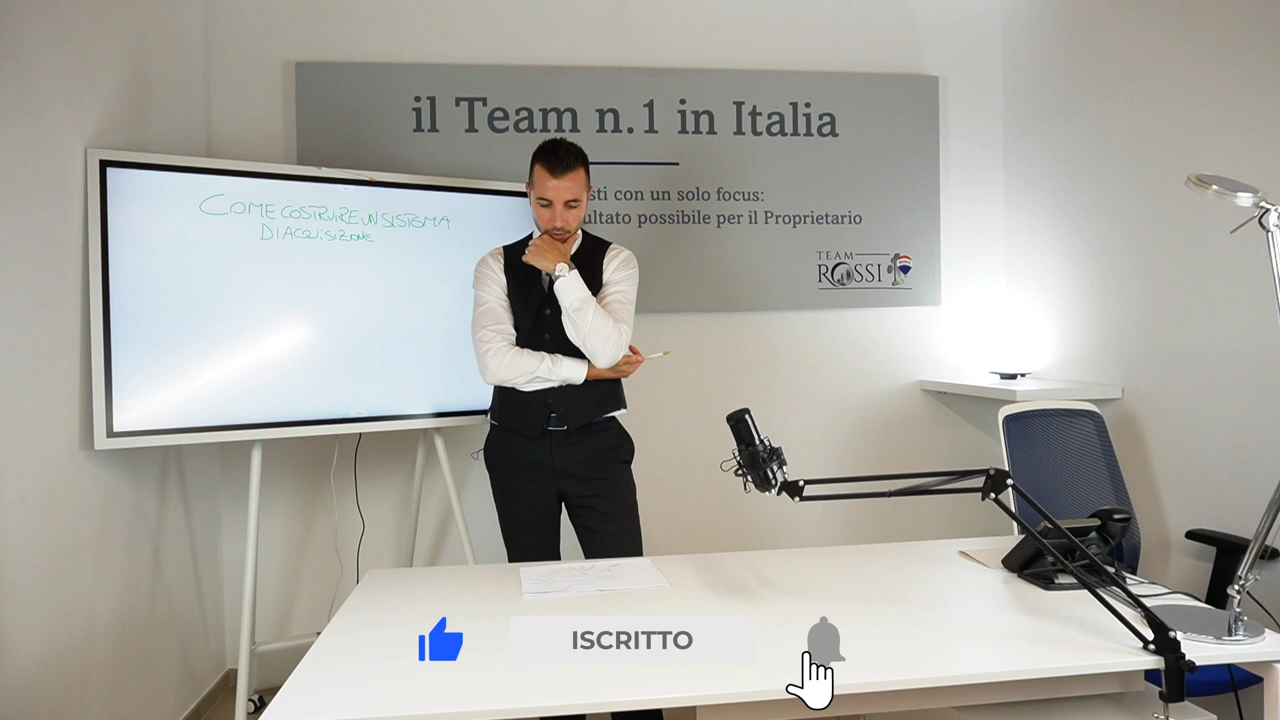 il Team n.1 in Italia
sti con un solo focus:
ultato possibile per il Proprietario
TEAM
ROSSI
COME COSTRUIRE UN SISTEMA
DI ACQUISIZIONE
ISCRITTO